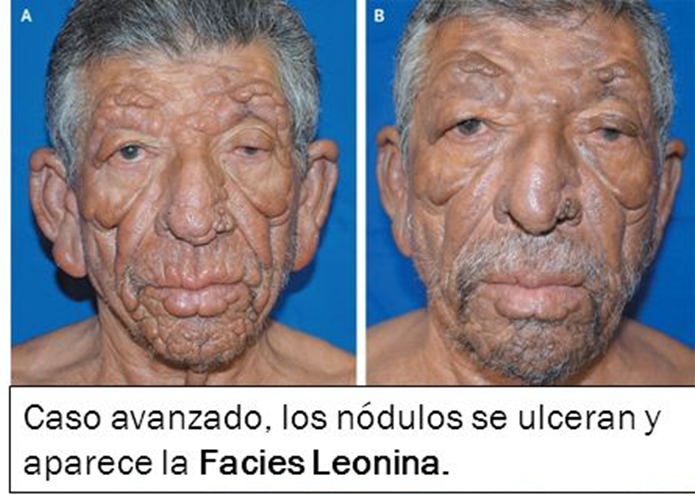 A
B
Caso avanzado, los nódulos se ulceran y
aparece la Facies Leonina.